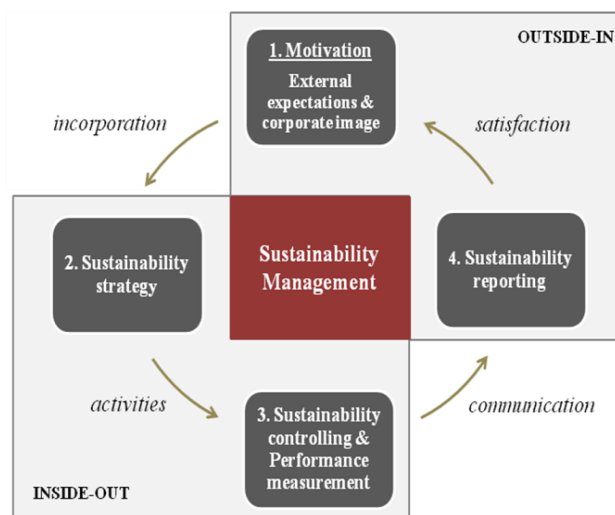 OUTSIDE-IN
1. Motivation
External
expectations &
corporate image
incorporation
satisfaction
2. Sustainability
strategy
Sustainability
Management
4. Sustainability
reporting
activities
3. Sustainability
controlling &
Performance
measurement
communication
INSIDE-OUT